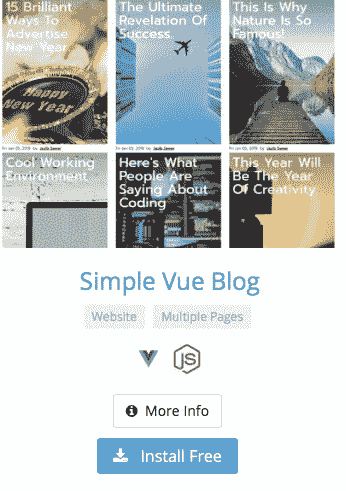 15 Brilliant
Ways To
Advertise
New Year
Happy
New Year
The Ultimate
Revelation Of
Success
This Is Why
Nature Is So
Famous!
Cool Working
Environment
Here's What
People Are
Saying About
Coding
This Year Will
Be The Year
Of Creativity
Simple Vue Blog
Website
Multiple Pages
JS
More Info
Install Free